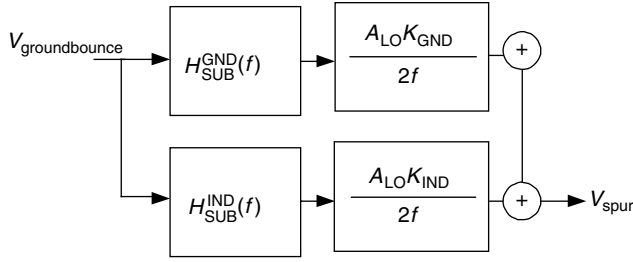 V_groundbounce
H_SUB^GND(f)
A_LO K_GND
2f
+
H_SUB^IND(f)
A_LO K_IND
2f
+
V_spur